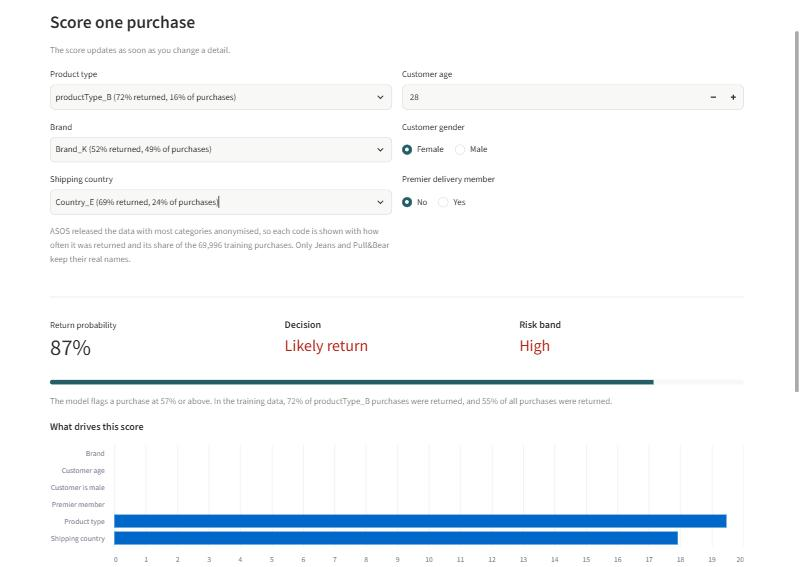 Score one purchase
The score updates as soon as you change a detail.
Product type
Customer age
productType_B (72% returned, 16% of purchases)
28
Brand
Customer gender
Brand_K (52% returned, 49% of purchases)
Female
Male
Shipping country
Premier delivery member
Country_E (69% returned, 24% of purchases)
No
Yes
ASOS released the data with most categories anonymised, so each code is shown with how
often it was returned and its share of the 69,996 training purchases. Only Jeans and Pull&Bear
keep their real names.
Return probability
Decision
Risk band
87%
Likely return
High
The model flags a purchase at 57% or above. In the training data, 72% of productType_B purchases were returned, and 55% of all purchases were returned.
What drives this score
Brand
Customer age
Customer is male
Premier member
Product type
Shipping country
0 1 2 3 4 5 6 7 8 9 10 11 12 13 14 15 16 17 18 19 20